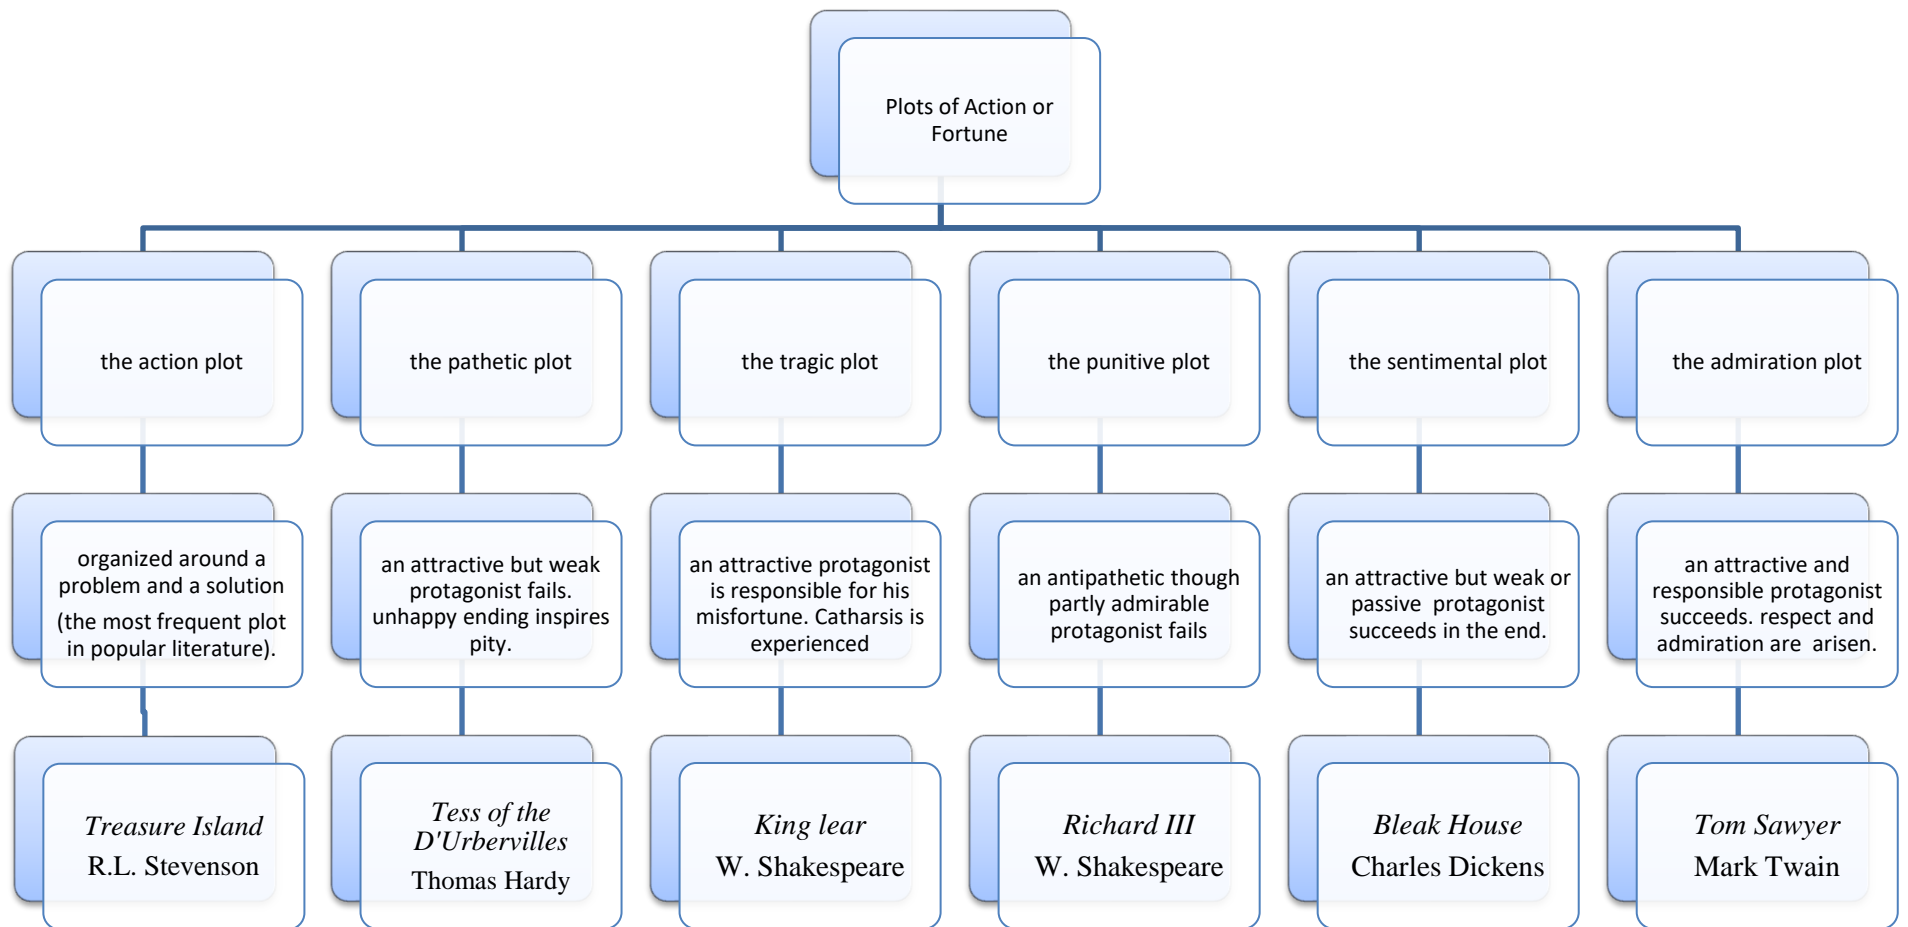 Plots of Action or
Fortune
the action plot
the pathetic plot
the tragic plot
the punitive plot
the sentimental plot
the admiration plot
organized around a
problem and a solution
(the most frequent plot
in popular literature).
an attractive but weak
protagonist fails.
unhappy ending inspires
pity.
an attractive protagonist
is responsible for his
misfortune. Catharsis is
experienced
an antipathetic though
partly admirable
protagonist fails
an attractive but weak or
passive protagonist
succeeds in the end.
an attractive and
responsible protagonist
succeeds. respect and
admiration are arisen.
Treasure Island
R.L. Stevenson
Tess of the
D'Urbervilles
Thomas Hardy
King lear
W. Shakespeare
Richard III
W. Shakespeare
Bleak House
Charles Dickens
Tom Sawyer
Mark Twain